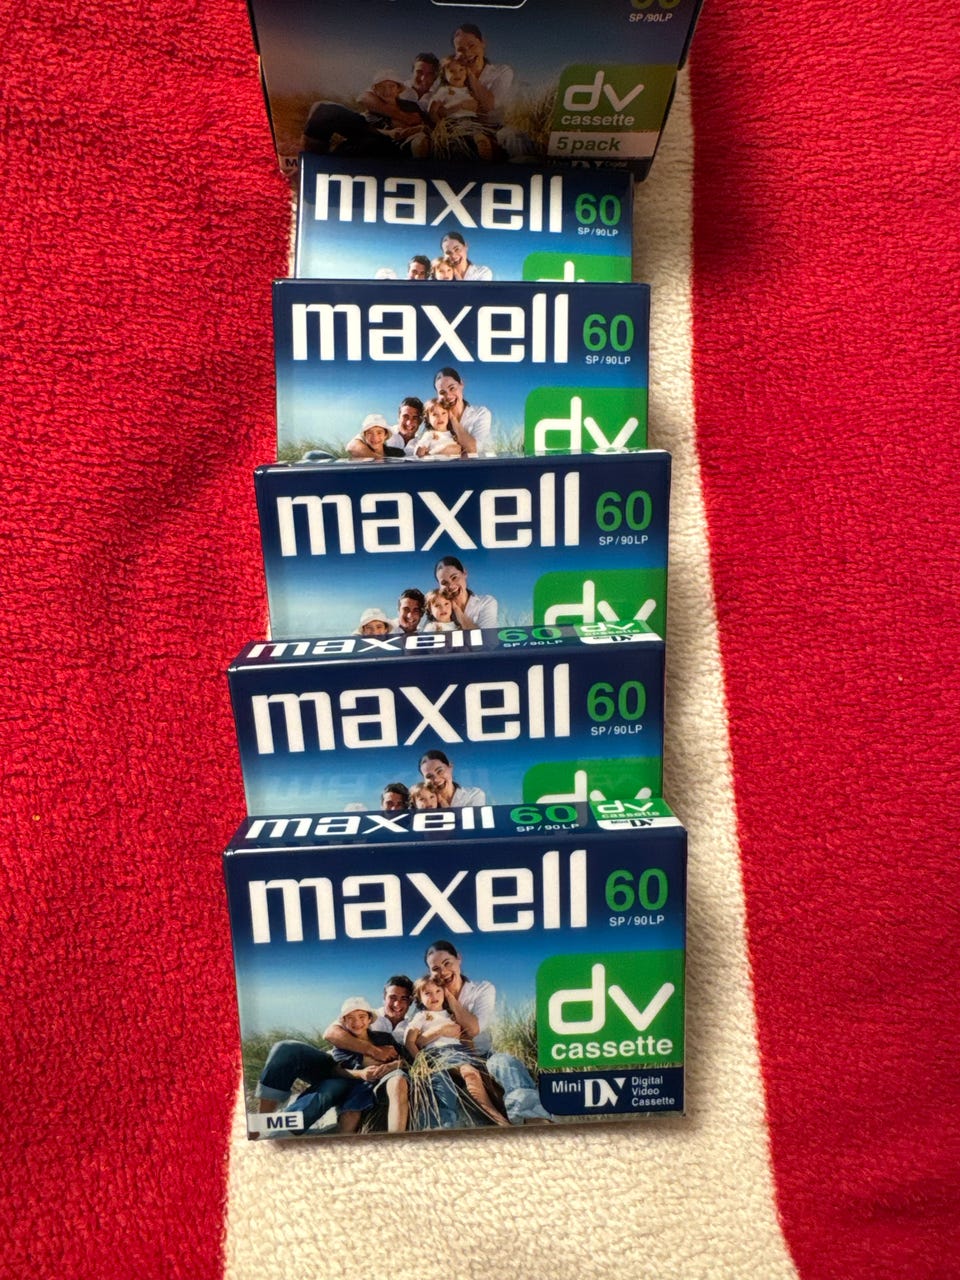 60
SP/90LP
dv
cassette
5 pack
M
DV Digital
maxell 60
SP/90LP
dv
maxell 60
SP/90LP
dv
maxell 60
SP/90LP
dv
maxell 60 dv
SP/90LP cassette
Mini DV
maxell 60
SP/90LP
dv
maxell 60 dv
SP/90LP cassette
Mini DV
maxell 60
SP/90LP
dv
cassette
Mini DV Digital
Video
Cassette
ME